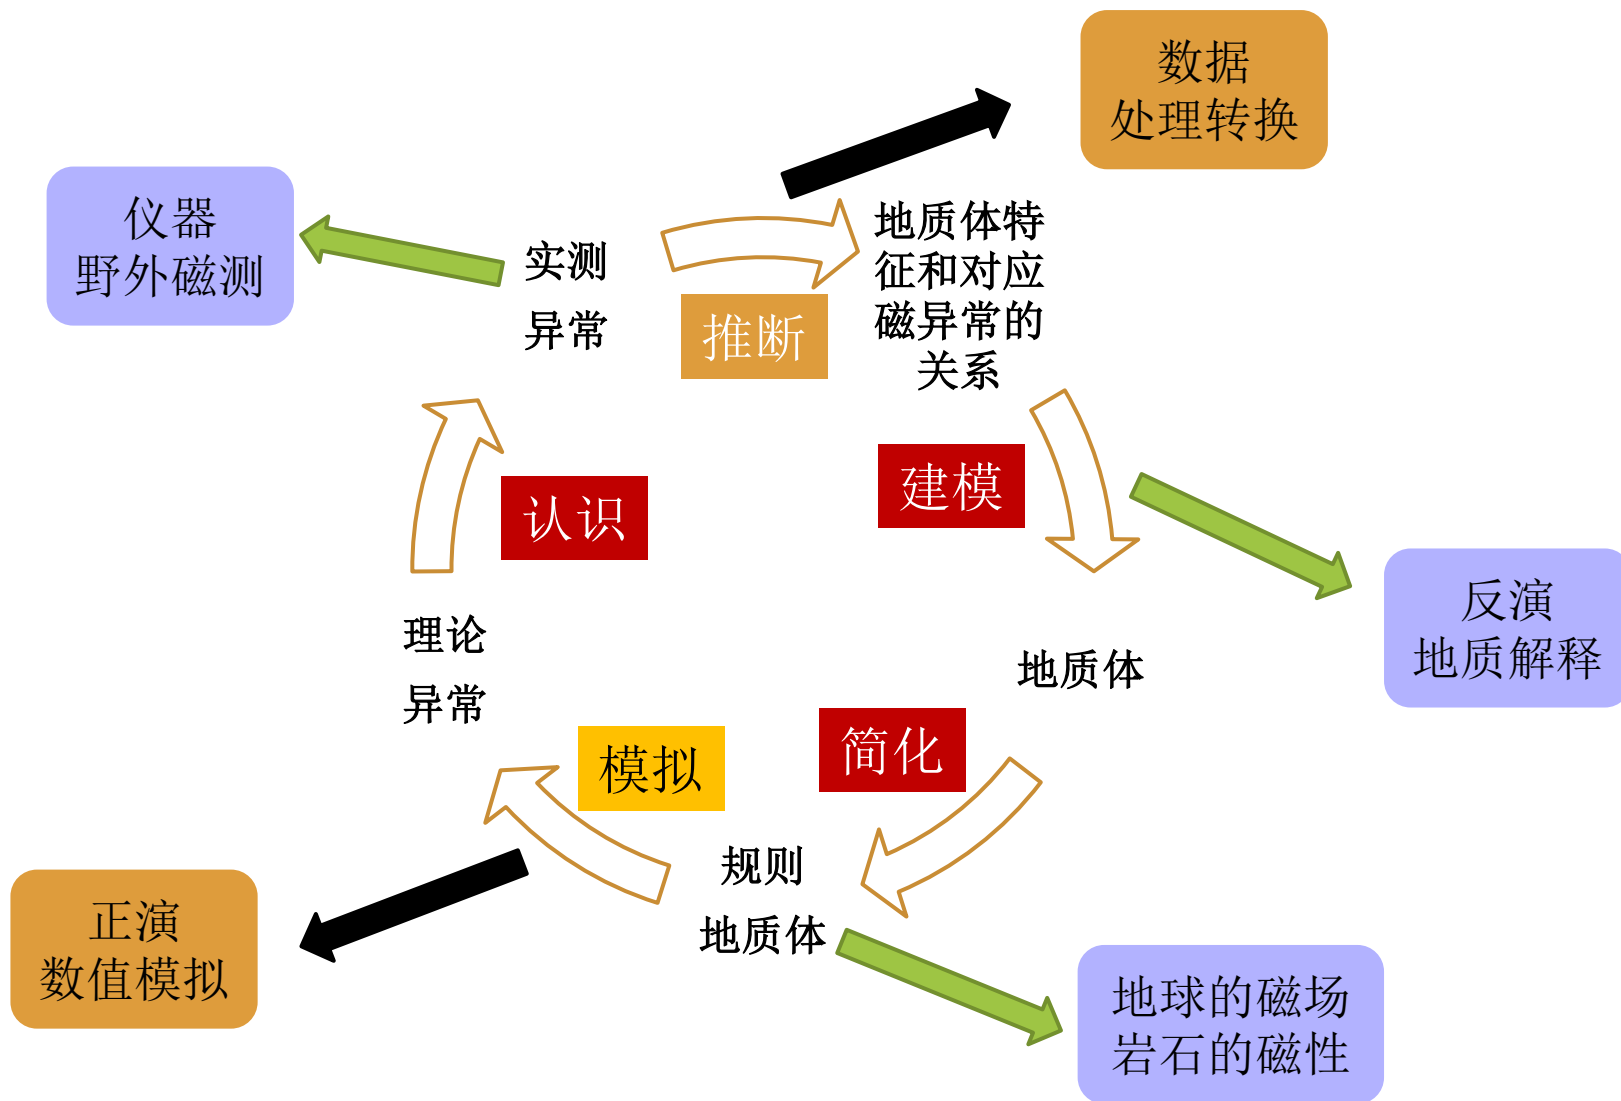 数据
处理转换
仪器
野外磁测
实测
异常
推断
地质体特
征和对应
磁异常的
关系
认识
建模
反演
地质解释
理论
异常
地质体
模拟
简化
规则
地质体
正演
数值模拟
地球的磁场
岩石的磁性